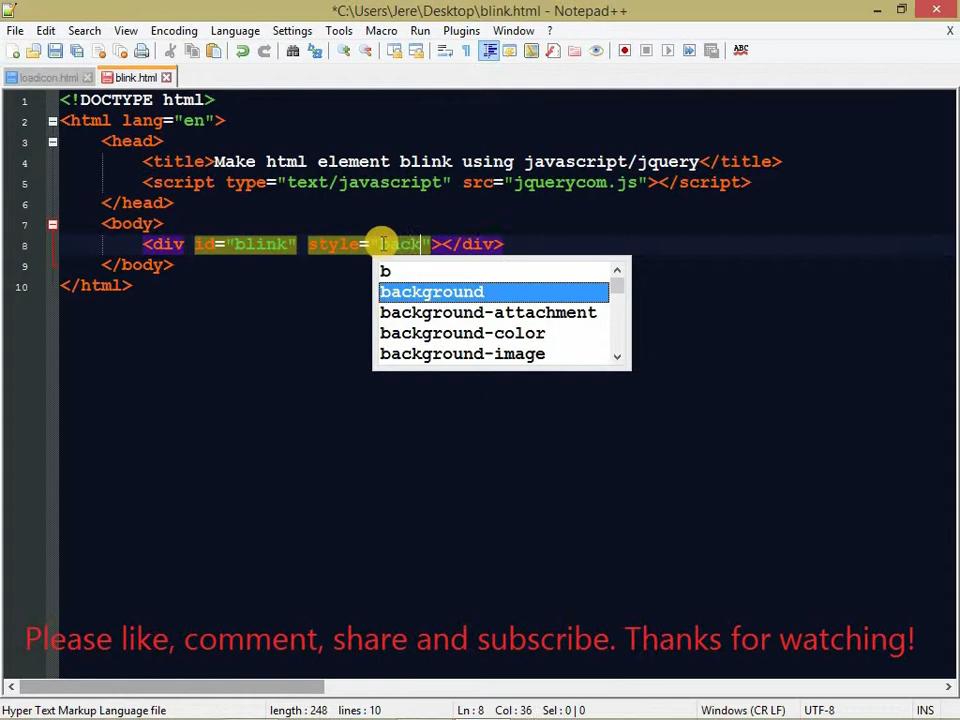 *C:\Users\Jere\Desktop\blink.html - Notepad++
File Edit Search View Encoding Language Settings Tools Macro Run Plugins Window ? X
ABC
loadicon.html blink.html
1 <!DOCTYPE html>
2 <html lang="en">
3 <head>
4 <title>Make html element blink using javascript/jquery</title>
5 <script type="text/javascript" src="jquerycom.js"></script>
6 </head>
7 <body>
8 <div id="blink" style="back"></div>
9 </body>
10 </html>
b
background
background-attachment
background-color
background-image
Please like, comment, share and subscribe. Thanks for watching!
Hyper Text Markup Language file length : 248 lines : 10 Ln : 8 Col : 36 Sel : 0 | 0 Windows (CR LF) UTF-8 INS